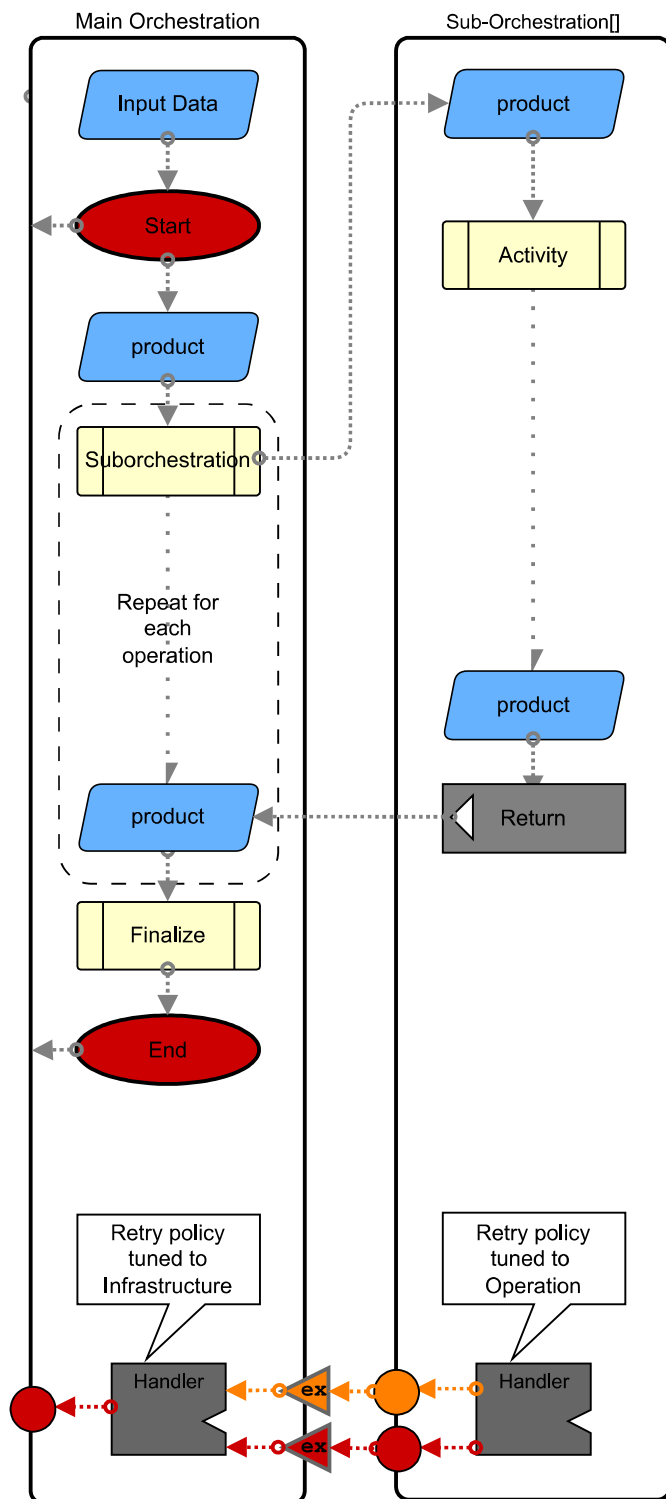 Main Orchestration
Input Data
Start
product
Suborchestration
Repeat for
each
operation
product
Finalize
End
Retry policy
tuned to
Infrastructure
Handler
ex
ex
Sub-Orchestration[]
product
Activity
product
Return
Retry policy
tuned to
Operation
Handler